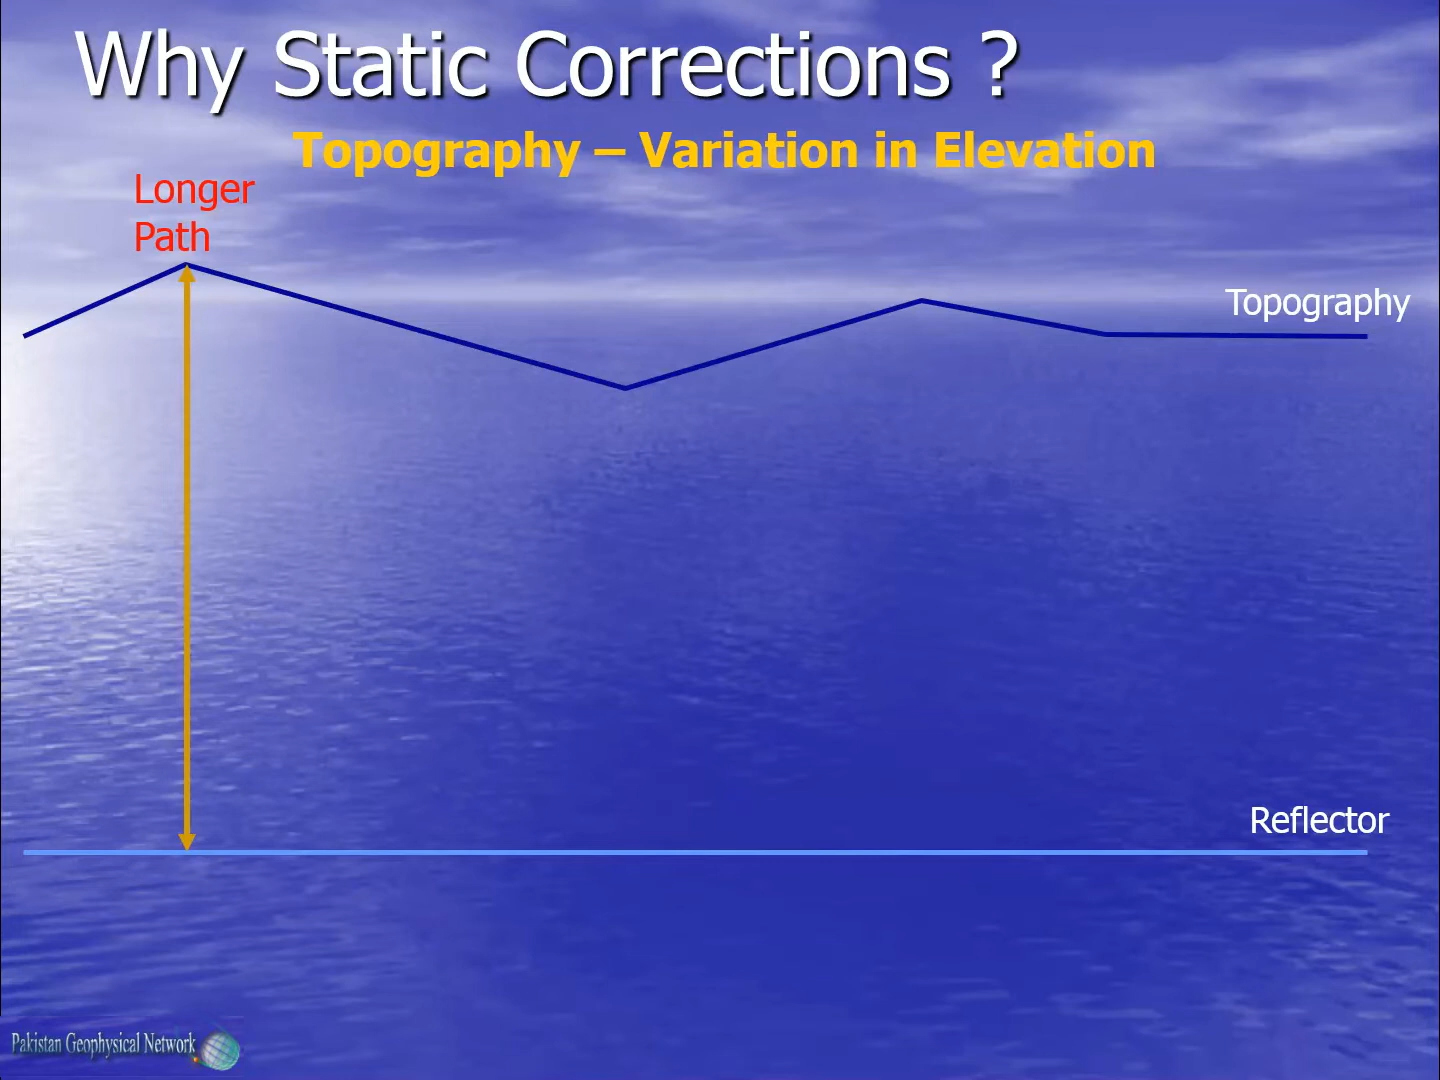 Why Static Corrections ?
Topography – Variation in Elevation
Longer
Path
Topography
Reflector
Pakistan Geophysical Network